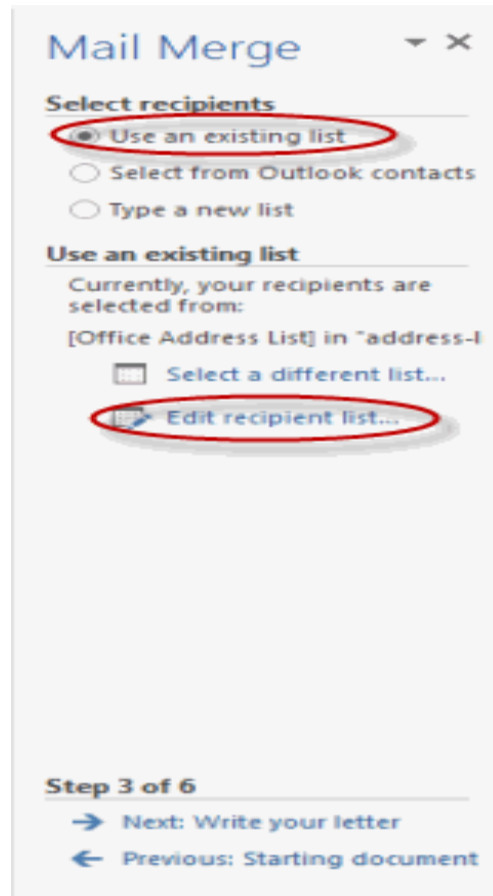 Mail Merge
Select recipients
Use an existing list
Select from Outlook contacts
Type a new list
Use an existing list
Currently, your recipients are
selected from:
[Office Address List] in "address-l
Select a different list...
Edit recipient list...
Step 3 of 6
Next: Write your letter
Previous: Starting document